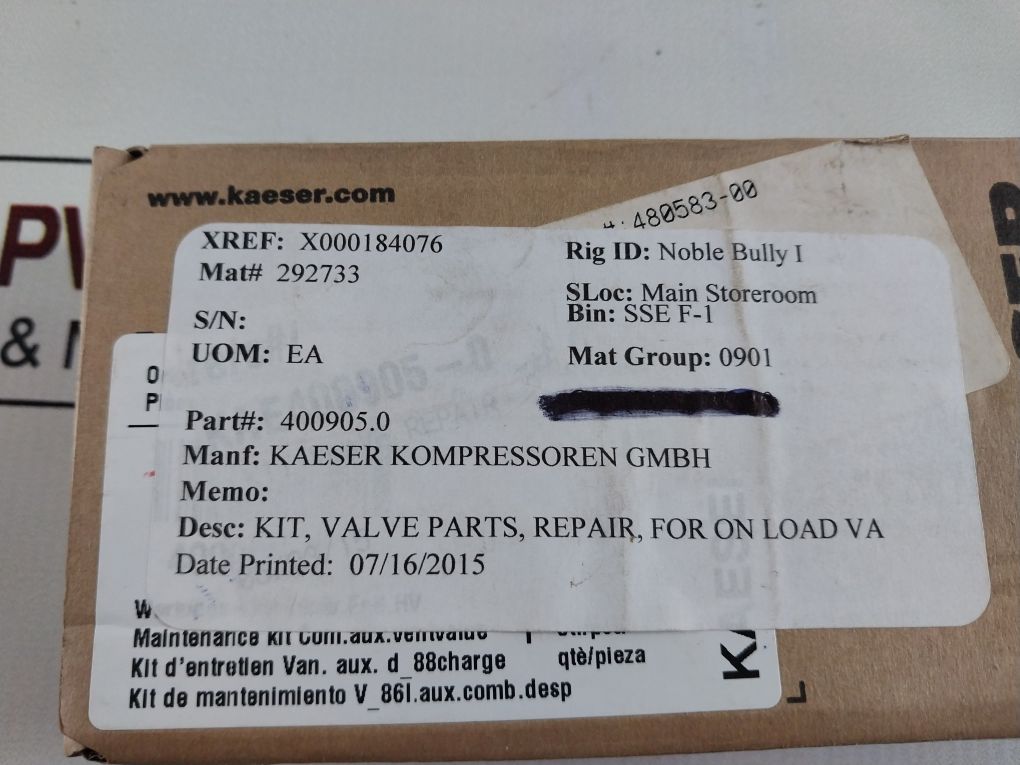 www.kaeser.com
480583-00
XREF: X000184076
Rig ID: Noble Bully I
Mat# 292733
SLoc: Main Storeroom
S/N:
Bin: SSE F-1
UOM: EA
Mat Group: 0901
Part#: 400905.0
Manf: KAESER KOMPRESSOREN GMBH
Memo:
Desc: KIT, VALVE PARTS, REPAIR, FOR ON LOAD VA
Date Printed: 07/16/2015
Maintenance kit
Kit d'entretien Van. aux. d_88charge
qtè/pieza
Kit de mantenimiento V_86l.aux.comb.desp
&